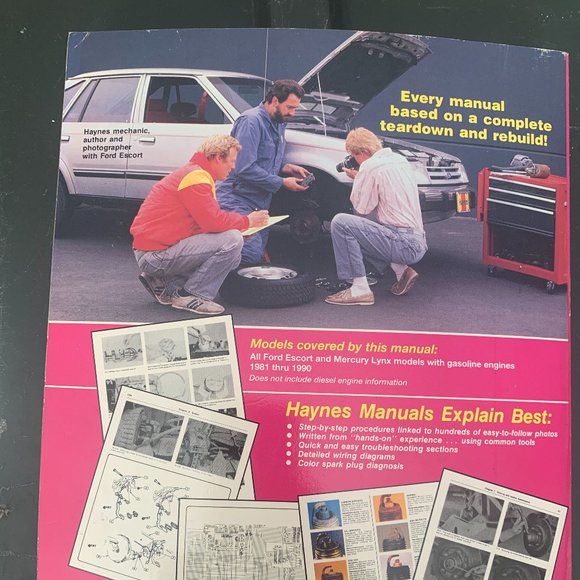 Every manual
based on a complete
teardown and rebuild!
Haynes mechanic,
author and
photographer
with Ford Escort
Models covered by this manual:
All Ford Escort and Mercury Lynx models with gasoline engines
1981 thru 1990
Does not include diesel engine information
Haynes Manuals Explain Best:
● Step-by-step procedures linked to hundreds of easy-to-follow photos
● Written from "hands-on" experience . . . using common tools
● Quick and easy troubleshooting sections
● Detailed wiring diagrams
● Color spark plug diagnosis